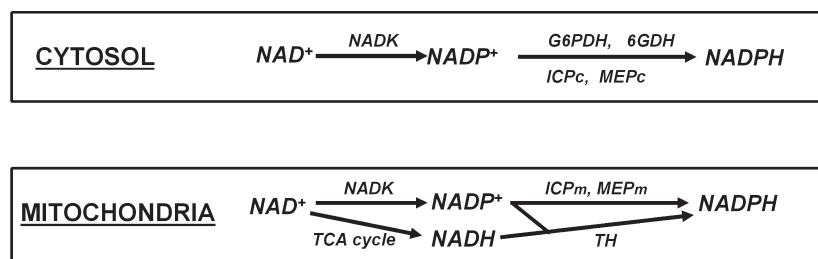 NADK G6PDH, 6GDH
CYTOSOL NAD+ NADP+ NADPH
ICPc, MEPc
NADK ICPm, MEPm
MITOCHONDRIA NAD+ NADP+ NADPH
TCA cycle NADH TH